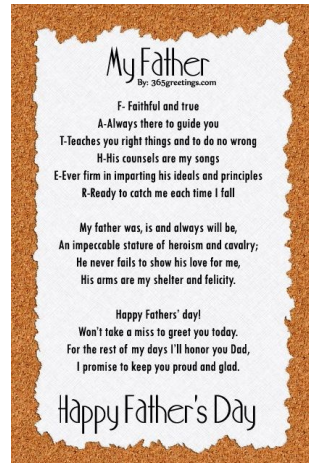 My Father
By: 365greetings.com
F- Faithful and true
A-Always there to guide you
T-Teaches you right things and to do no wrong
H-His counsels are my songs
E-Ever firm in imparting his ideals and principles
R-Ready to catch me each time I fall
My father was, is and always will be,
An impeccable stature of heroism and cavalry;
He never fails to show his love for me,
His arms are my shelter and felicity.
Happy Fathers' day!
Won't take a miss to greet you today.
For the rest of my days I'll honor you Dad,
I promise to keep you proud and glad.
Happy Father's Day